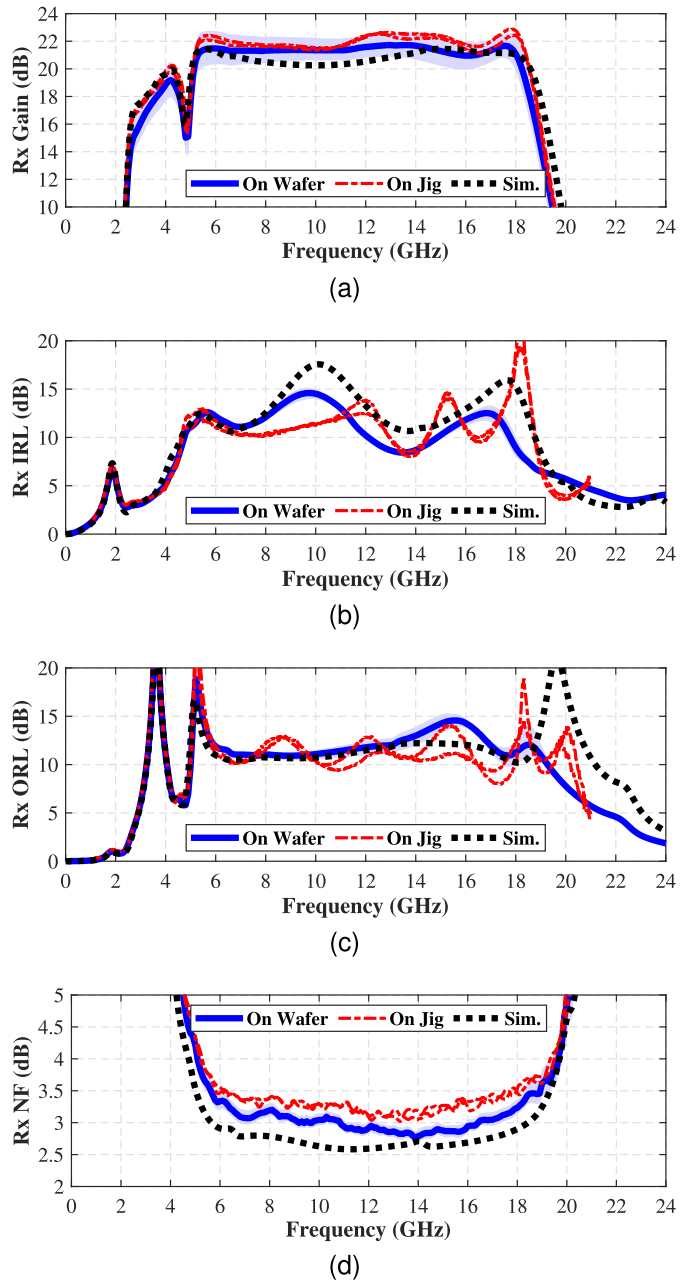 Rx Gain (dB)
24
22
20
18
16
14
12
10
On Wafer On Jig Sim.
0 2 4 6 8 10 12 14 16 18 20 22 24
Frequency (GHz)
(a)
Rx IRL (dB)
20
15
10
5
0
On Wafer On Jig Sim.
0 2 4 6 8 10 12 14 16 18 20 22 24
Frequency (GHz)
(b)
Rx ORL (dB)
20
15
10
5
0
On Wafer On Jig Sim.
0 2 4 6 8 10 12 14 16 18 20 22 24
Frequency (GHz)
(c)
Rx NF (dB)
5
4.5
4
3.5
3
2.5
2
On Wafer On Jig Sim.
0 2 4 6 8 10 12 14 16 18 20 22 24
Frequency (GHz)
(d)